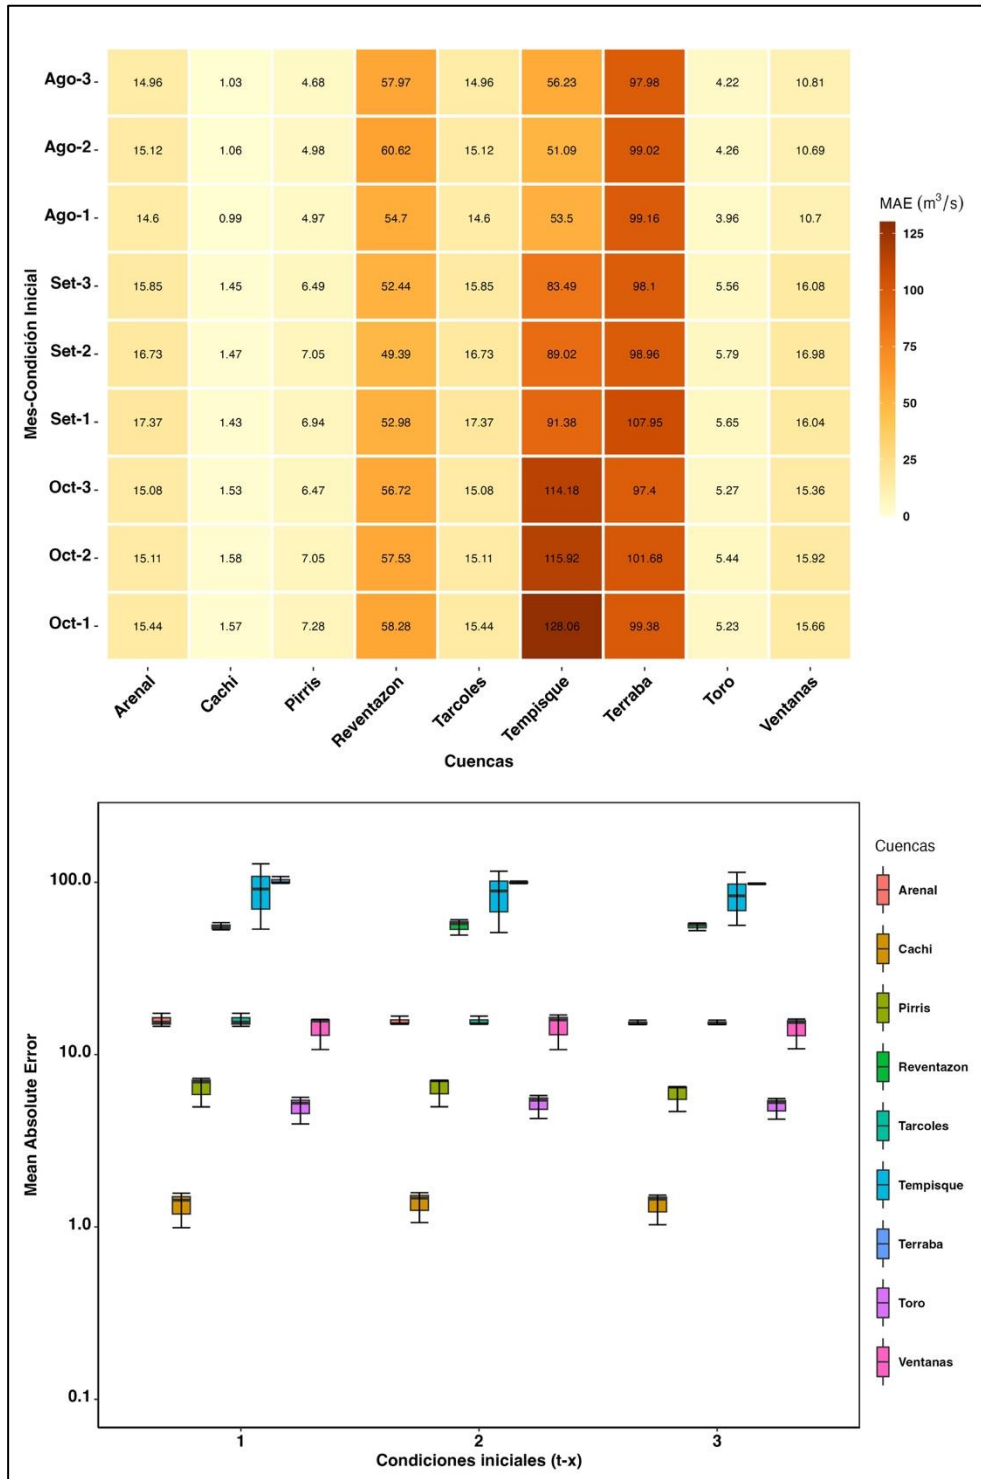 Ago-3 14.96 1.03 4.68 57.97 14.96 56.23 97.98 4.22 10.81
Ago-2 15.12 1.06 4.98 60.62 15.12 51.09 99.02 4.26 10.69
Ago-1 14.6 0.99 4.97 54.7 14.6 53.5 99.16 3.96 10.7
Set-3 15.85 1.45 6.49 52.44 15.85 83.49 98.1 5.56 16.08
Set-2 16.73 1.47 7.05 49.39 16.73 89.02 98.96 5.79 16.98
Set-1 17.37 1.43 6.94 52.98 17.37 91.38 107.95 5.65 16.04
Oct-3 15.08 1.53 6.47 56.72 15.08 114.18 97.4 5.27 15.36
Oct-2 15.11 1.58 7.05 57.53 15.11 115.92 101.68 5.44 15.92
Oct-1 15.44 1.57 7.28 58.28 15.44 128.06 99.38 5.23 15.66
Mes-Condición Inicial
Arenal Cachi Pirris Reventazon Tarcoles Tempisque Terraba Toro Ventanas
Cuencas
MAE (m³/s)
125
100
75
50
25
0
100.0
10.0
1.0
0.1
Mean Absolute Error
1 2 3
Condiciones iniciales (t-x)
Cuencas
Arenal
Cachi
Pirris
Reventazon
Tarcoles
Tempisque
Terraba
Toro
Ventanas